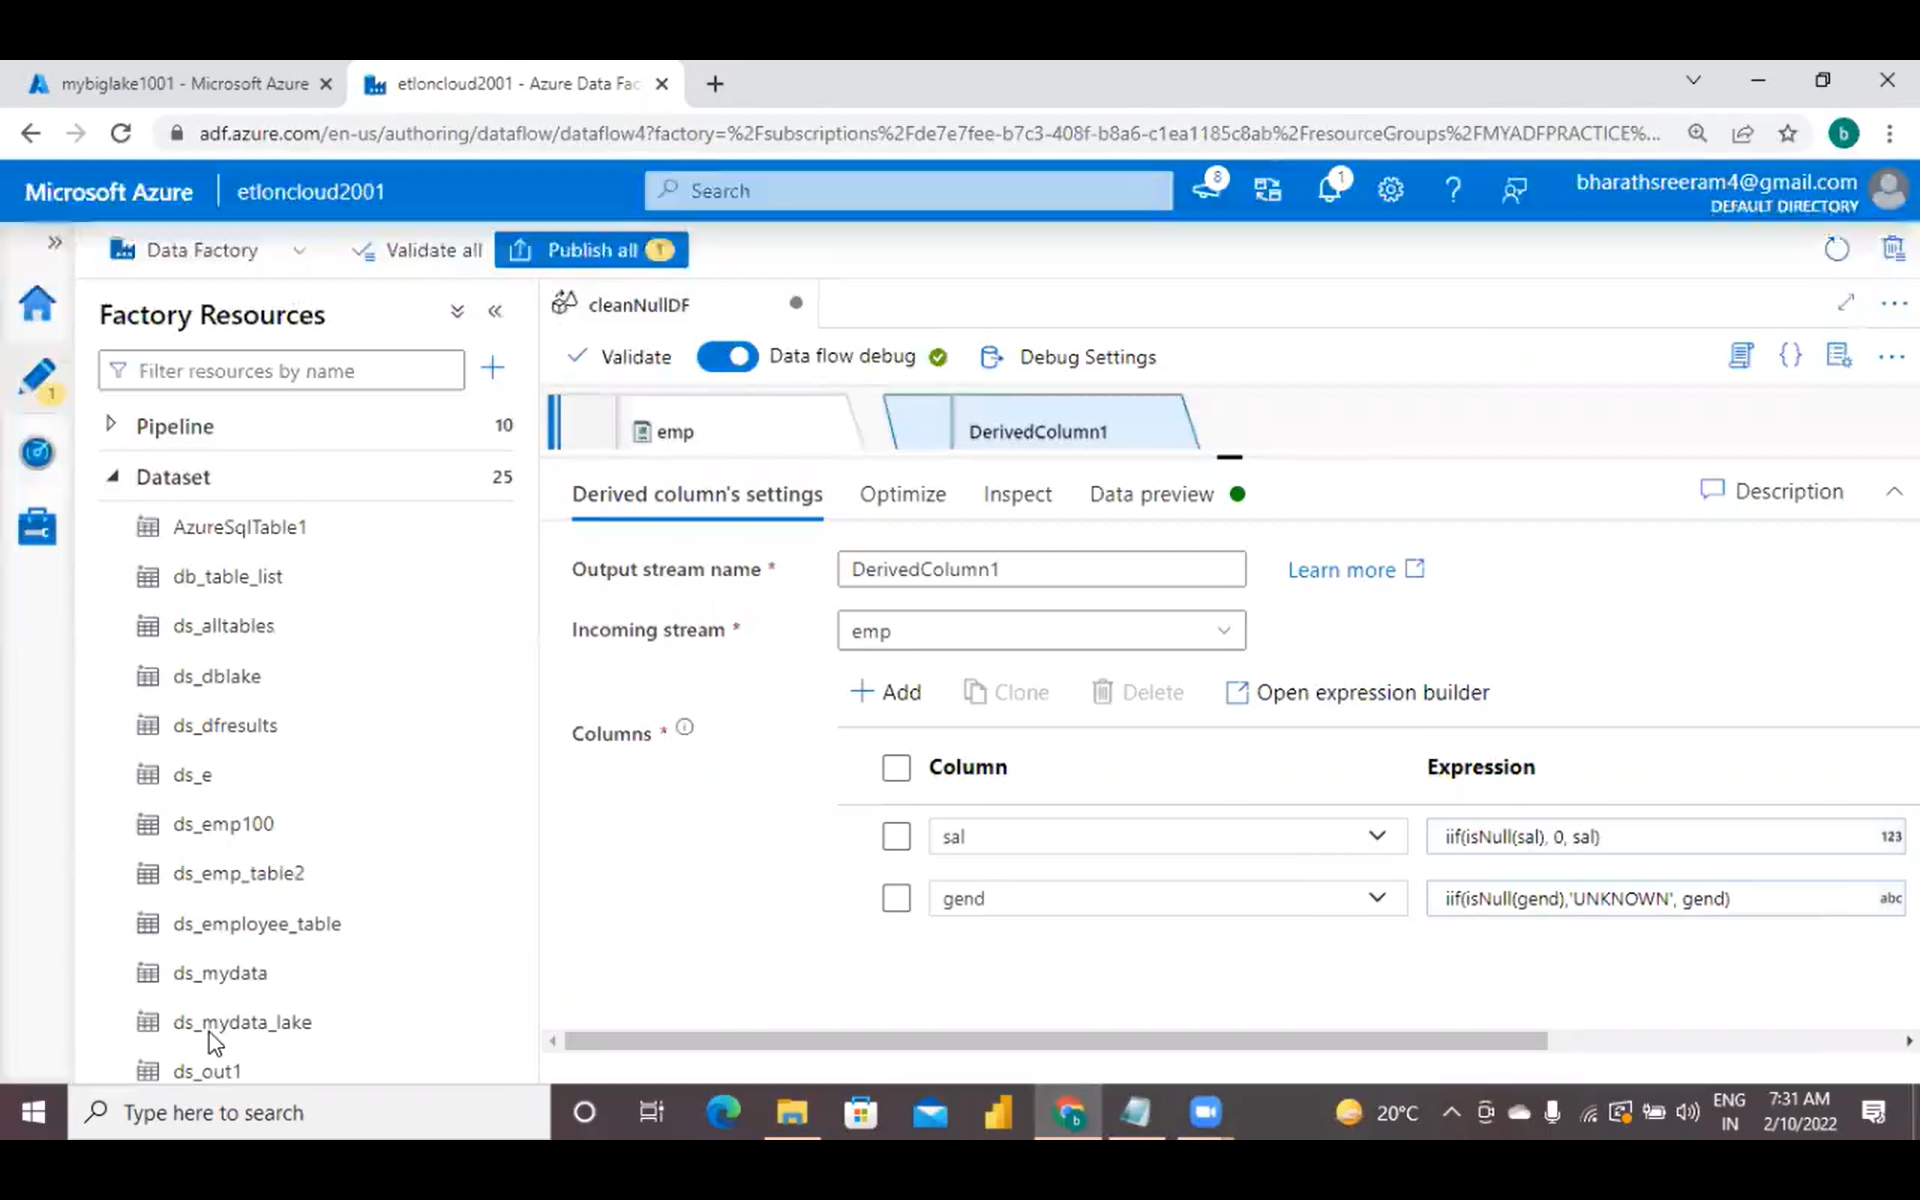 mybiglake1001 - Microsoft Azure
etloncloud2001 - Azure Data Fac
adf.azure.com/en-us/authoring/dataflow/dataflow4?factory=%2Fsubscriptions%2Fde7e7fee-b7c3-408f-b8a6-c1ea1185c8ab%2FresourceGroups%2FMYADFPRACTICE%...
b
Microsoft Azure
etloncloud2001
Search
8
1
bharathsreeram4@gmail.com
DEFAULT DIRECTORY
Data Factory
Validate all
Publish all 1
Factory Resources
Filter resources by name
1
Pipeline 10
Dataset 25
AzureSqlTable1
db_table_list
ds_alltables
ds_dblake
ds_dfresults
ds_e
ds_emp100
ds_emp_table2
ds_employee_table
ds_mydata
ds_mydata_lake
ds_out1
cleanNullDF
Validate
Data flow debug
Debug Settings
emp
DerivedColumn1
Derived column's settings
Optimize
Inspect
Data preview
Description
Output stream name *
DerivedColumn1
Learn more
Incoming stream *
emp
Add
Clone
Delete
Open expression builder
Columns *
Column
Expression
sal
iif(isNull(sal), 0, sal)
123
gend
iif(isNull(gend),'UNKNOWN', gend)
abc
Type here to search
b
20°C
ENG
IN
7:31 AM
2/10/2022